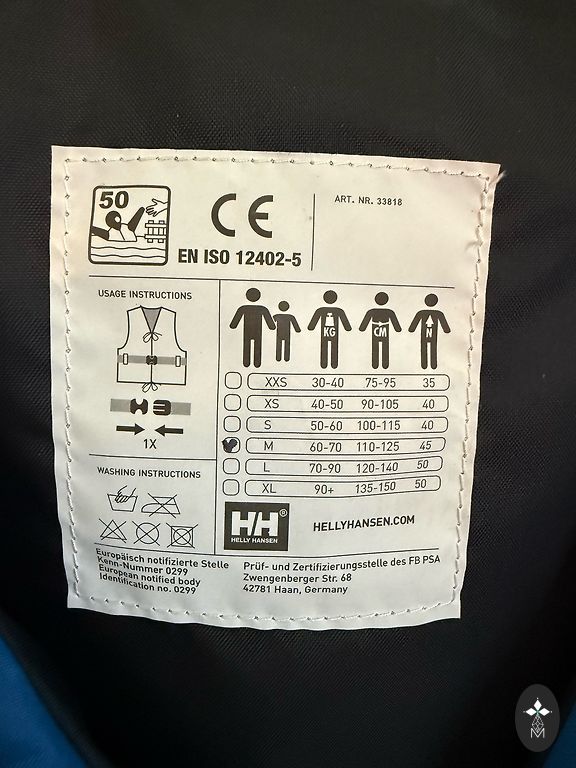 50
CE
EN ISO 12402-5
ART. NR. 33818
USAGE INSTRUCTIONS
1X
WASHING INSTRUCTIONS
KG CM N
XXS 30-40 75-95 35
XS 40-50 90-105 40
S 50-60 100-115 40
M 60-70 110-125 45
L 70-90 120-140 50
XL 90+ 135-150 50
HH®
HELLY HANSEN
HELLYHANSEN.COM
Europäisch notifizierte Stelle
Kenn-Nummer 0299
European notified body
Identification no. 0299
Prüf- und Zertifizierungsstelle des FB PSA
Zwengenberger Str. 68
42781 Haan, Germany
M